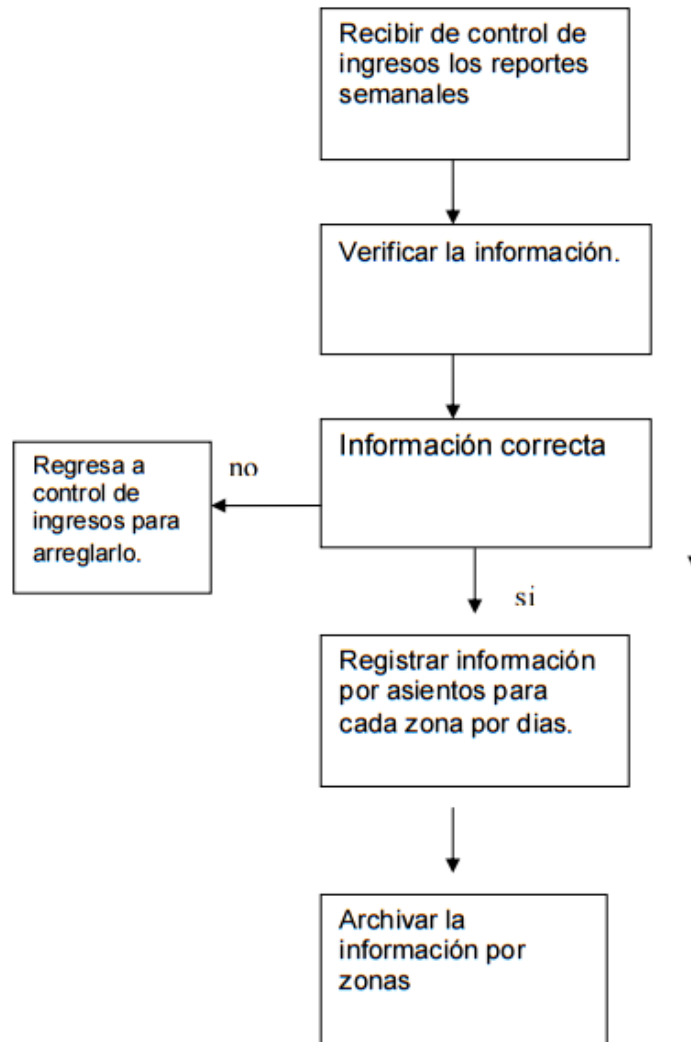 Recibir de control de
ingresos los reportes
semanales
Verificar la información.
Información correcta
no
Regresa a
control de
ingresos para
arreglarlo.
si
Registrar información
por asientos para
cada zona por dias.
Archivar la
información por
zonas